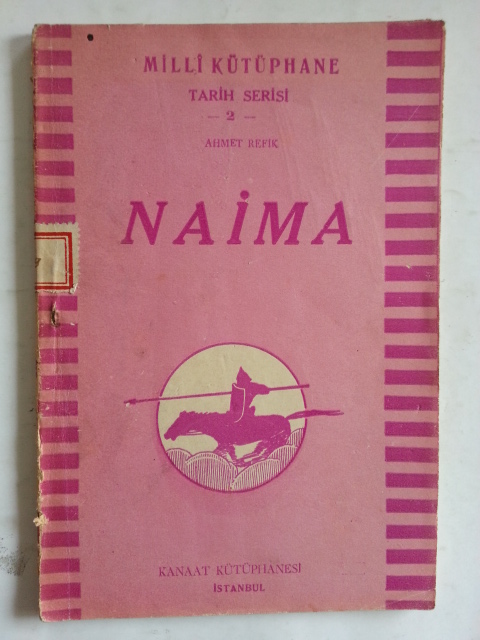 MİLLÎ KÜTÜPHANE
TARİH SERİSİ
— 2 —
AHMET REFİK
NAİMA
KANAAT KÜTÜPHANESİ
İSTANBUL